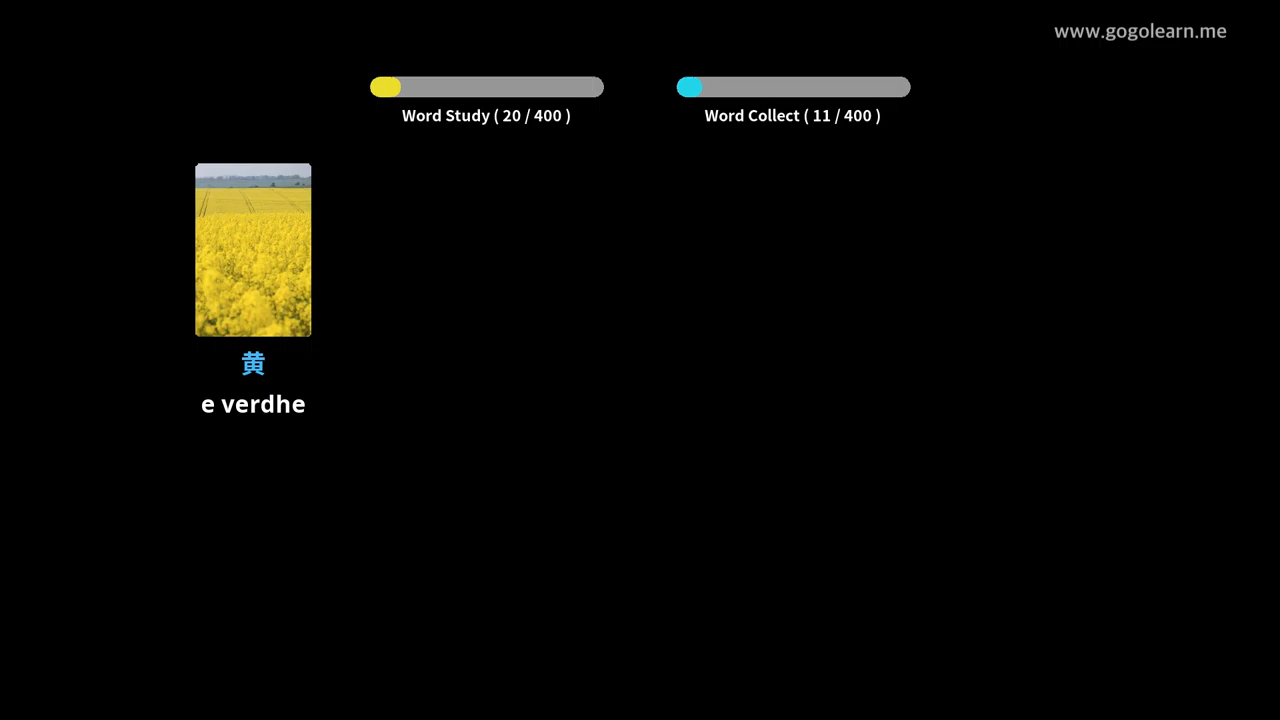 www.gogolearn.me
Word Study ( 20 / 400 )
Word Collect ( 11 / 400 )
黄
e verdhe